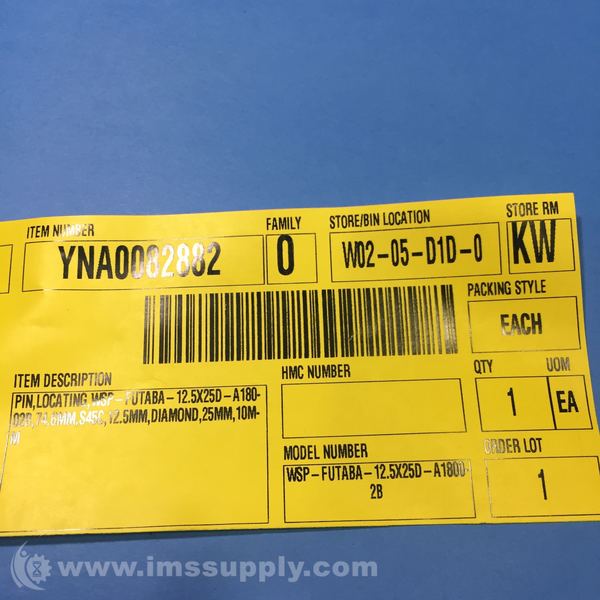 ITEM NUMBER
YNA0082882
FAMILY
0
STORE/BIN LOCATION
W02-05-D1D-0
STORE RM
KW
PACKING STYLE
EACH
ITEM DESCRIPTION
PIN,LOCATING,WSP-FUTABA-12.5X25D-A180-
02B,74.6MM,S45C,12.5MM,DIAMOND,25MM,10M-
M
HMC NUMBER
QTY
1
UOM
EA
MODEL NUMBER
WSP-FUTABA-12.5X25D-A1800-
2B
ORDER LOT
1
www.imssupply.com